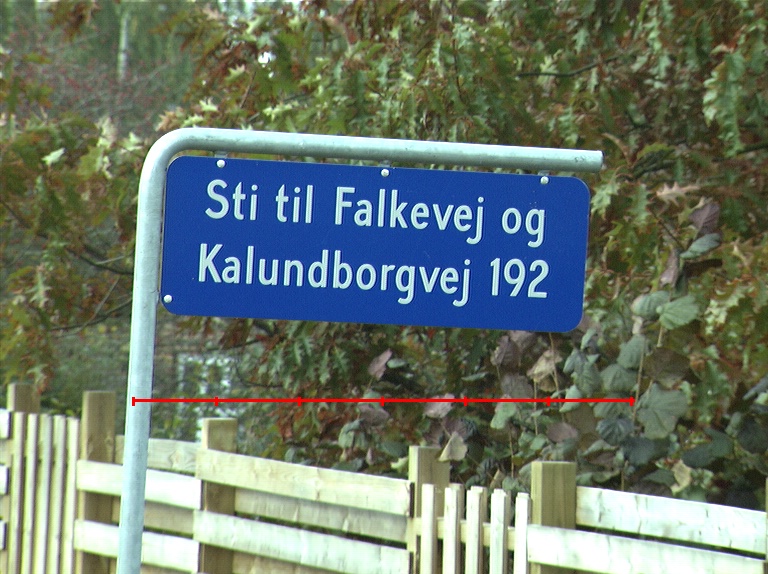 Sti til Falkevej og
Kalundborgvej 192